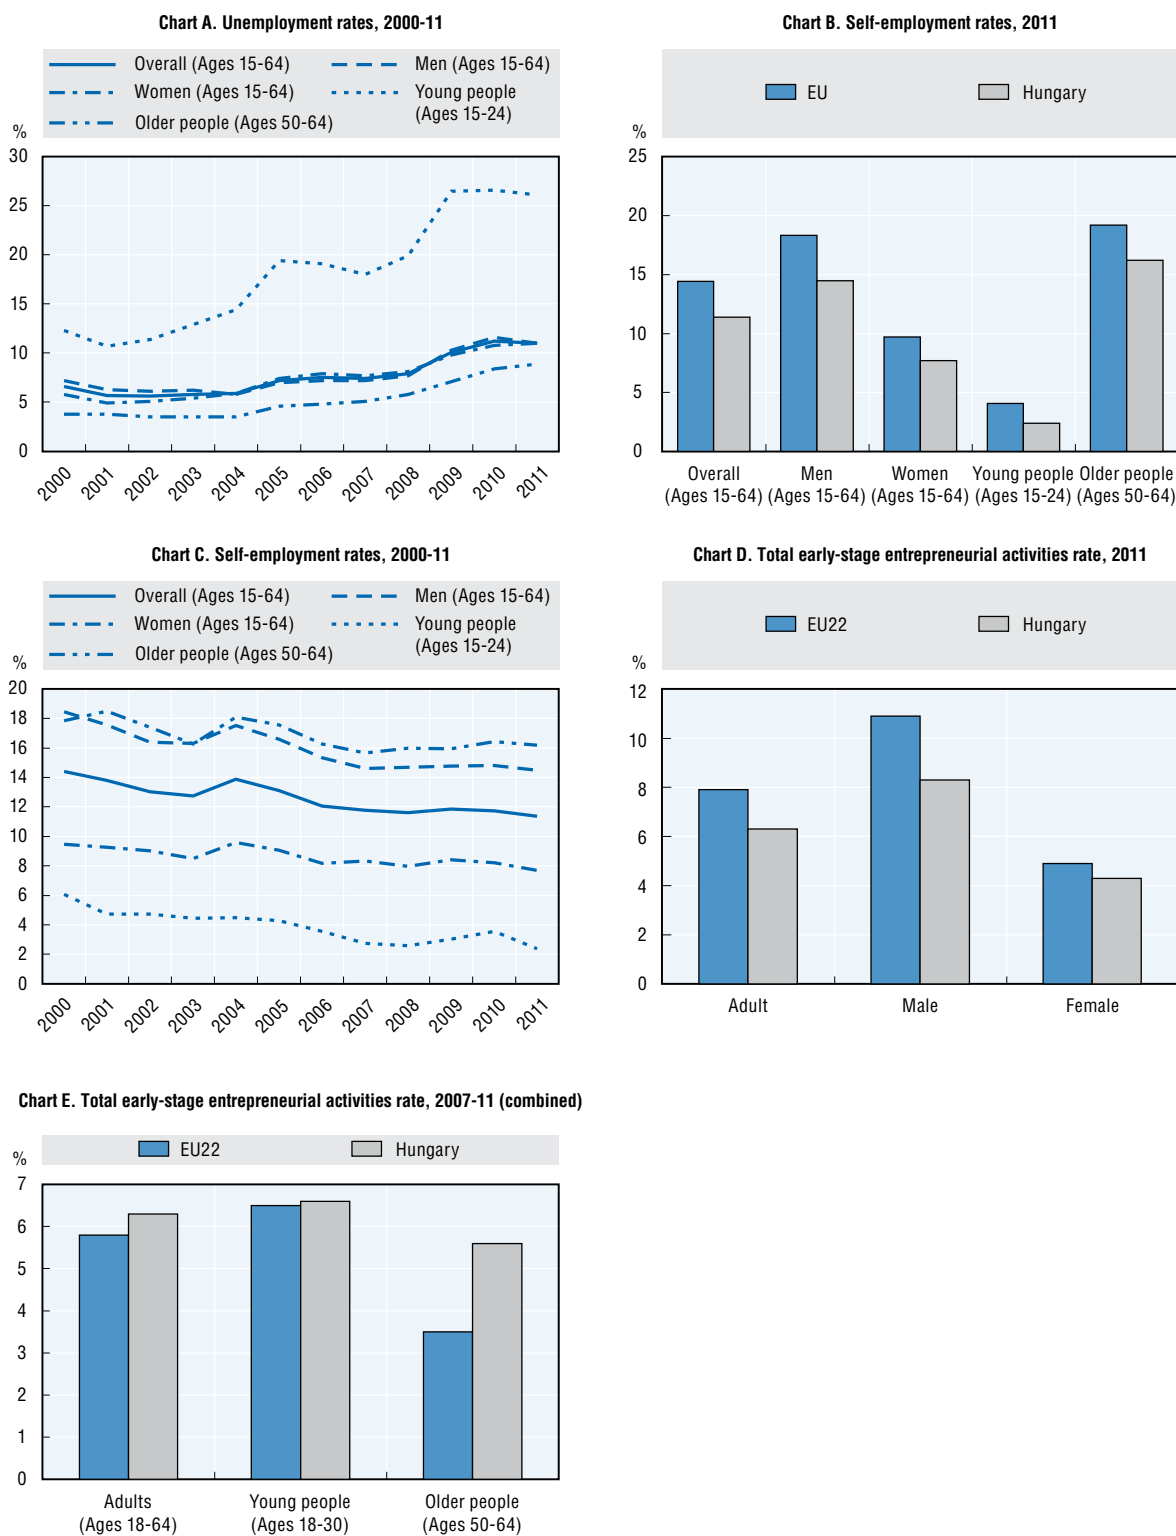 Chart A. Unemployment rates, 2000-11
Overall (Ages 15-64)
Men (Ages 15-64)
Women (Ages 15-64)
Young people
(Ages 15-24)
Older people (Ages 50-64)
%
30
25
20
15
10
5
0
2000
2001
2002
2003
2004
2005
2006
2007
2008
2009
2010
2011
Chart B. Self-employment rates, 2011
EU
Hungary
%
25
20
15
10
5
0
Overall
(Ages 15-64)
Men
(Ages 15-64)
Women
(Ages 15-64)
Young people
(Ages 15-24)
Older people
(Ages 50-64)
Chart C. Self-employment rates, 2000-11
Overall (Ages 15-64)
Men (Ages 15-64)
Women (Ages 15-64)
Young people
(Ages 15-24)
Older people (Ages 50-64)
%
20
18
16
14
12
10
8
6
4
2
0
2000
2001
2002
2003
2004
2005
2006
2007
2008
2009
2010
2011
Chart D. Total early-stage entrepreneurial activities rate, 2011
EU22
Hungary
%
12
10
8
6
4
2
0
Adult
Male
Female
Chart E. Total early-stage entrepreneurial activities rate, 2007-11 (combined)
EU22
Hungary
%
7
6
5
4
3
2
1
0
Adults
(Ages 18-64)
Young people
(Ages 18-30)
Older people
(Ages 50-64)